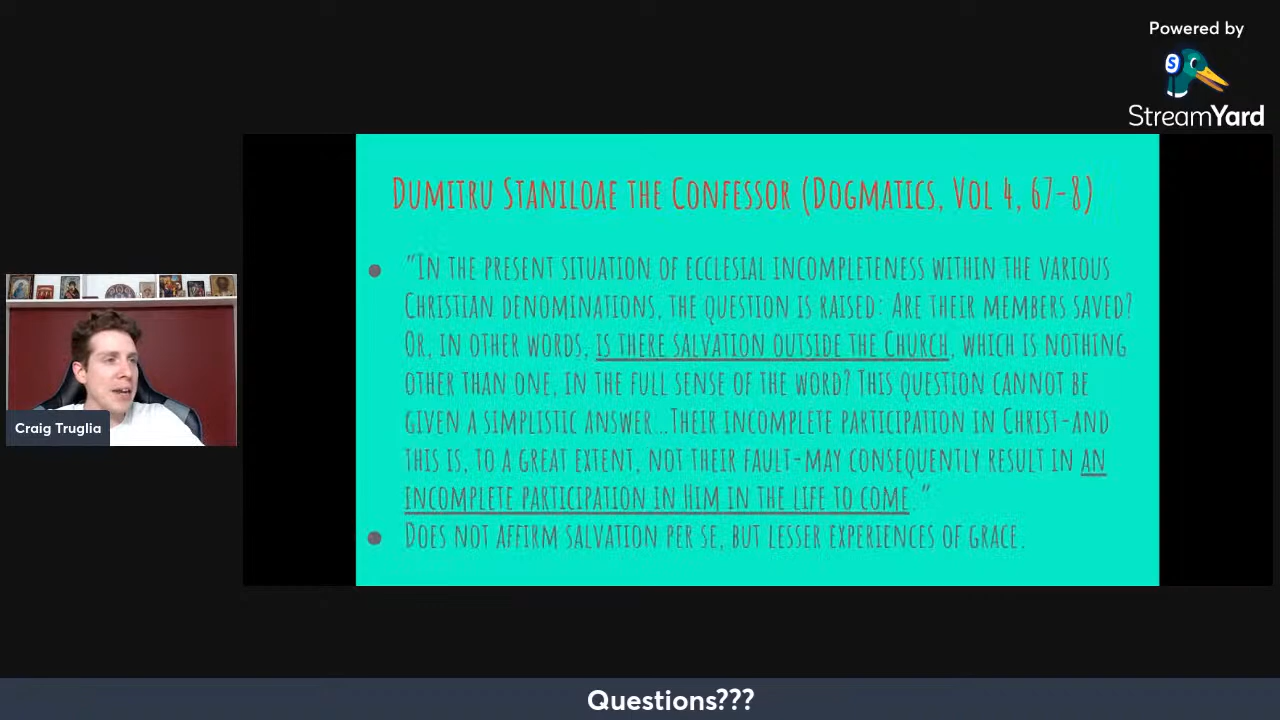 Powered by
S
StreamYard
Dumitru Staniloae the Confessor (Dogmatics, Vol 4, 67-8)
"In the present situation of ecclesial incompleteness within the various
Christian denominations, the question is raised: Are their members saved?
Or, in other words, is there salvation outside the Church, which is nothing
other than one, in the full sense of the word? This question cannot be
given a simplistic answer...Their incomplete participation in Christ-and
this is, to a great extent, not their fault-may consequently result in an
incomplete participation in Him in the life to come."
Does not affirm salvation per se, but lesser experiences of grace.
Craig Truglia
Questions???